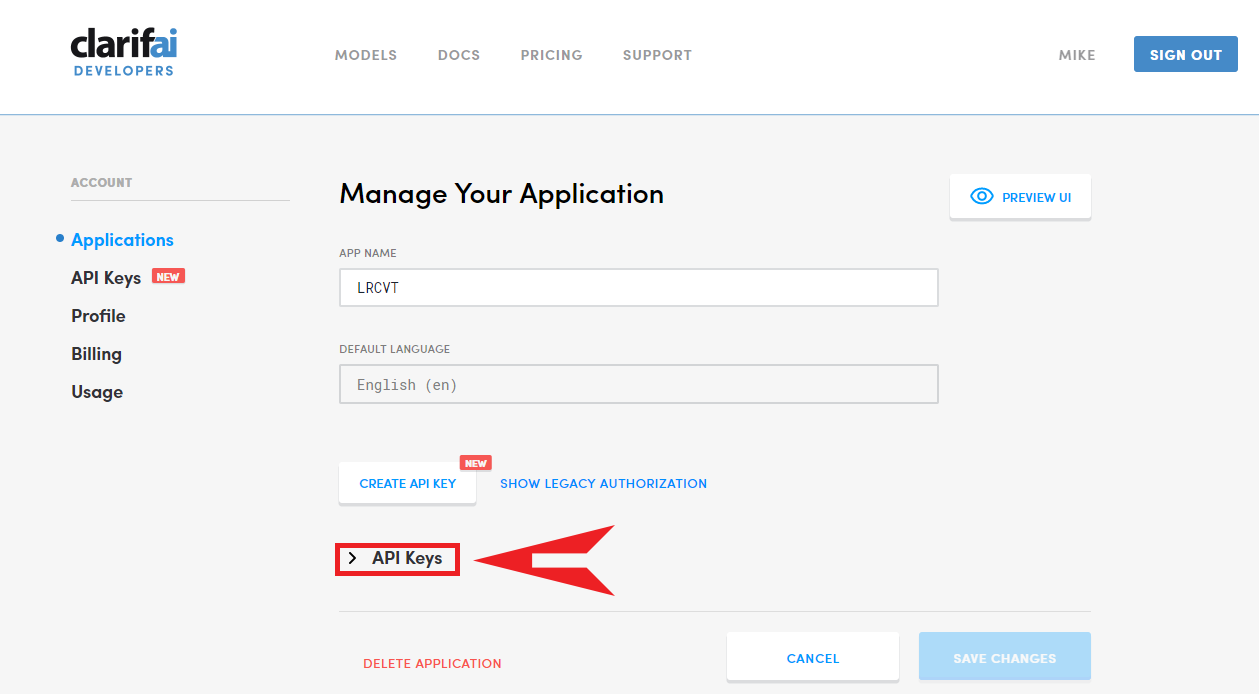 clarifai
DEVELOPERS
MODELS DOCS PRICING SUPPORT
MIKE
SIGN OUT
ACCOUNT
Applications
API Keys NEW
Profile
Billing
Usage
Manage Your Application
PREVIEW UI
APP NAME
LRCVT
DEFAULT LANGUAGE
English (en)
NEW
CREATE API KEY
SHOW LEGACY AUTHORIZATION
API Keys
DELETE APPLICATION
CANCEL
SAVE CHANGES